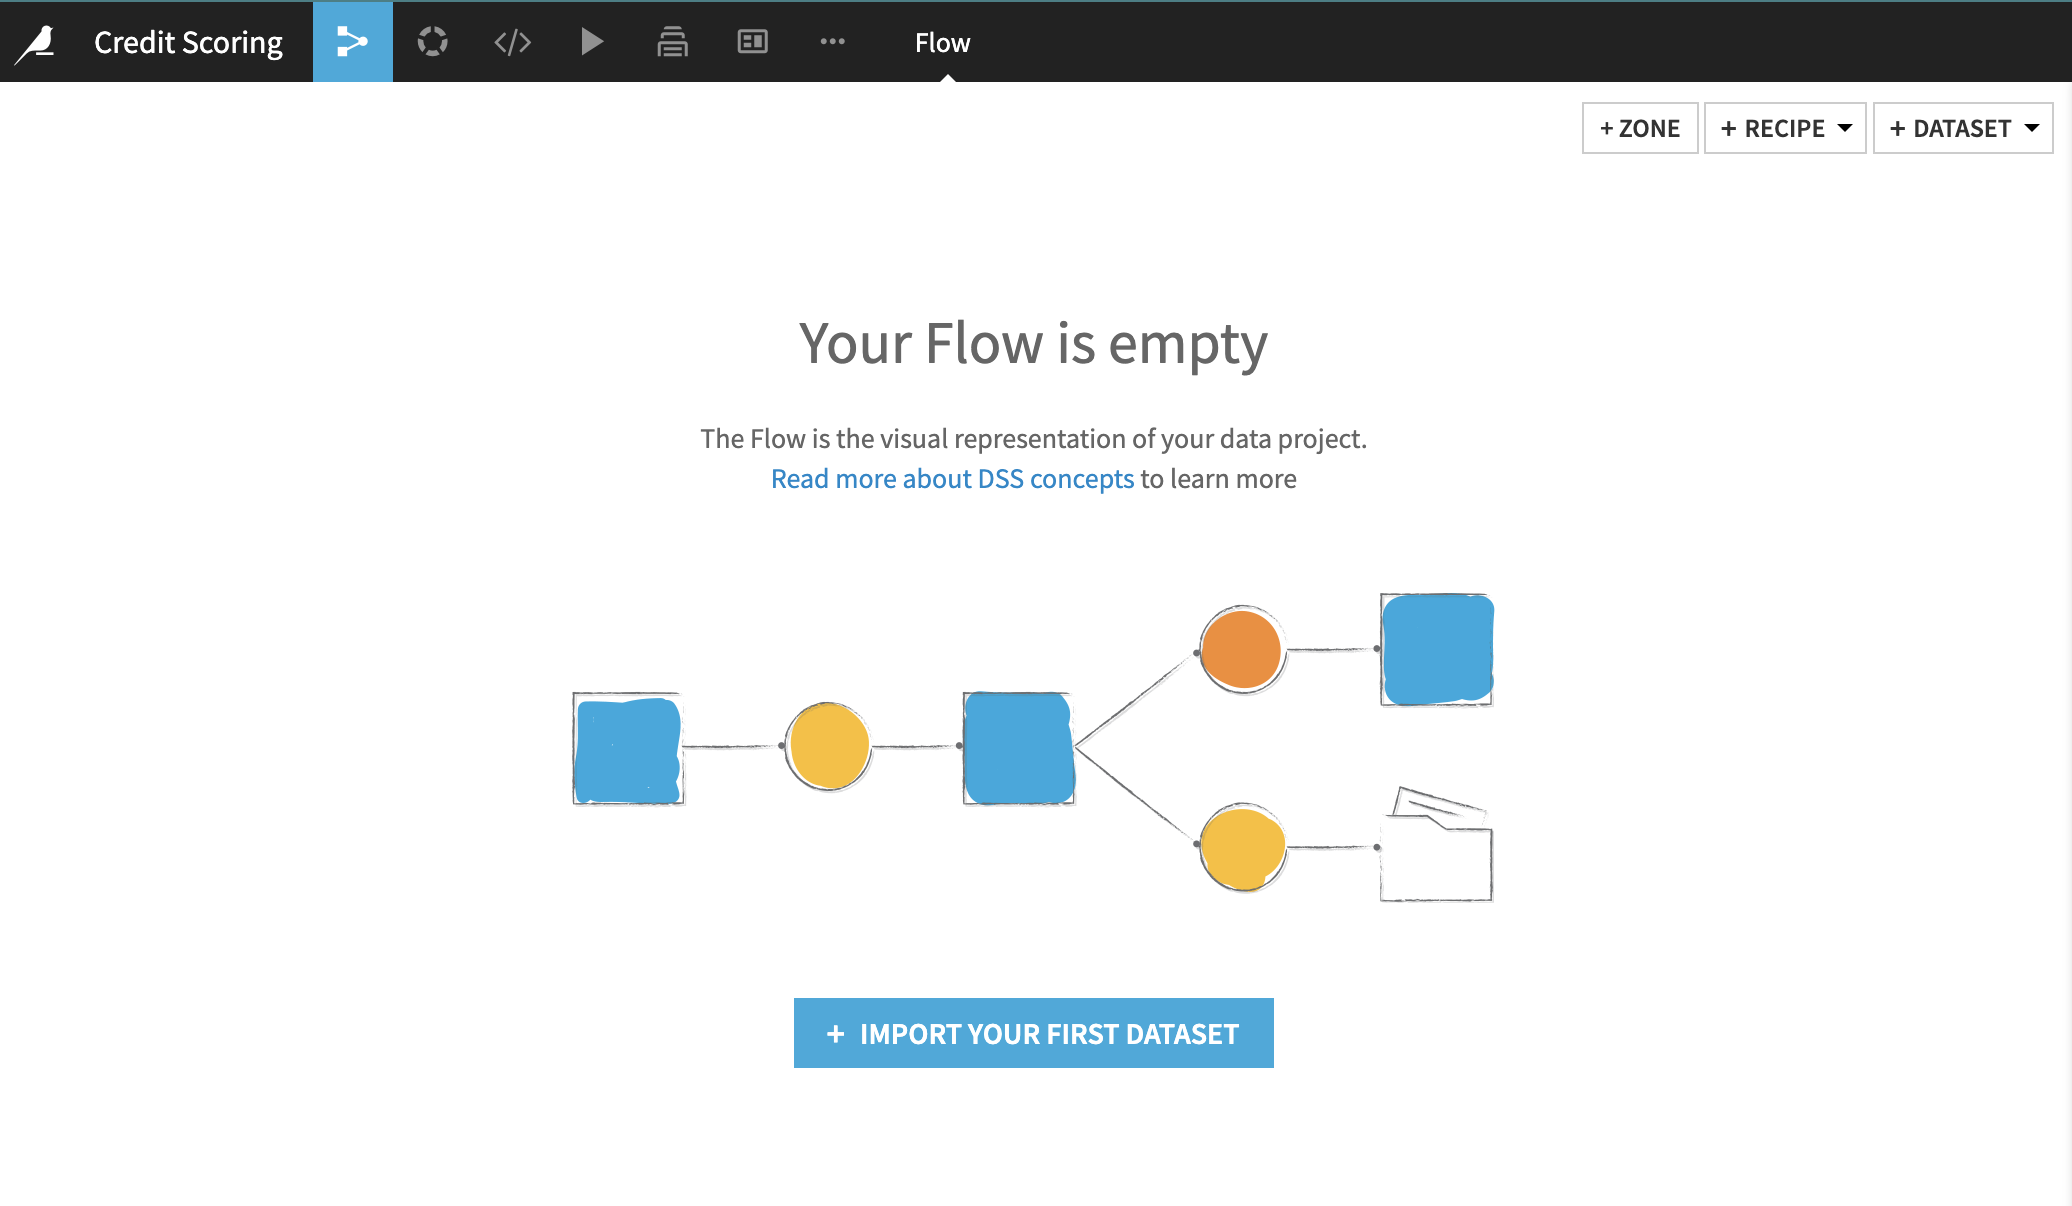 Credit Scoring
Flow
+ ZONE
+ RECIPE
+ DATASET
Your Flow is empty
The Flow is the visual representation of your data project.
Read more about DSS concepts to learn more
+ IMPORT YOUR FIRST DATASET